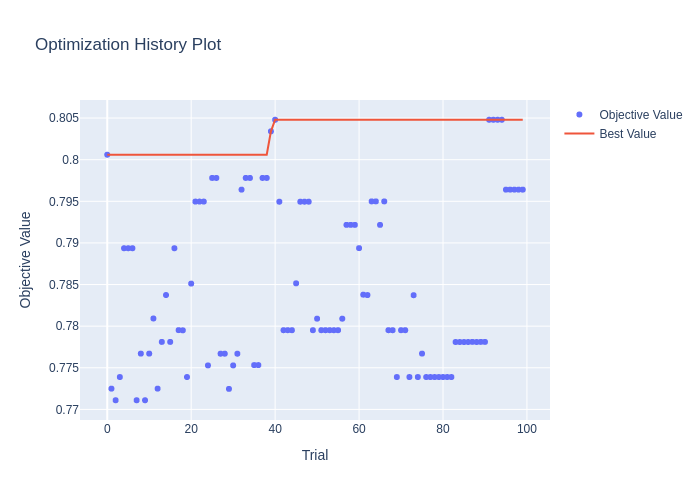 Optimization History Plot
Objective Value
Best Value
0.805
0.8
0.795
0.79
0.785
0.78
0.775
0.77
Objective Value
0
20
40
60
80
100
Trial